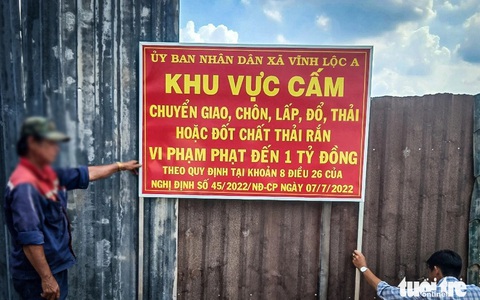 ỦY BAN NHÂN DÂN XÃ VĨNH LỘC A
KHU VỰC CẤM
CHUYỂN GIAO, CHÔN, LẤP, ĐỔ, THẢI
HOẶC ĐỐT CHẤT THẢI RẮN
VI PHẠM PHẠT ĐẾN 1 TỶ ĐỒNG
THEO QUY ĐỊNH TẠI KHOẢN 8 ĐIỀU 26 CỦA
NGHỊ ĐỊNH SỐ 45/2022/NĐ-CP NGÀY 07/7/2022
tuổi trẻ
online